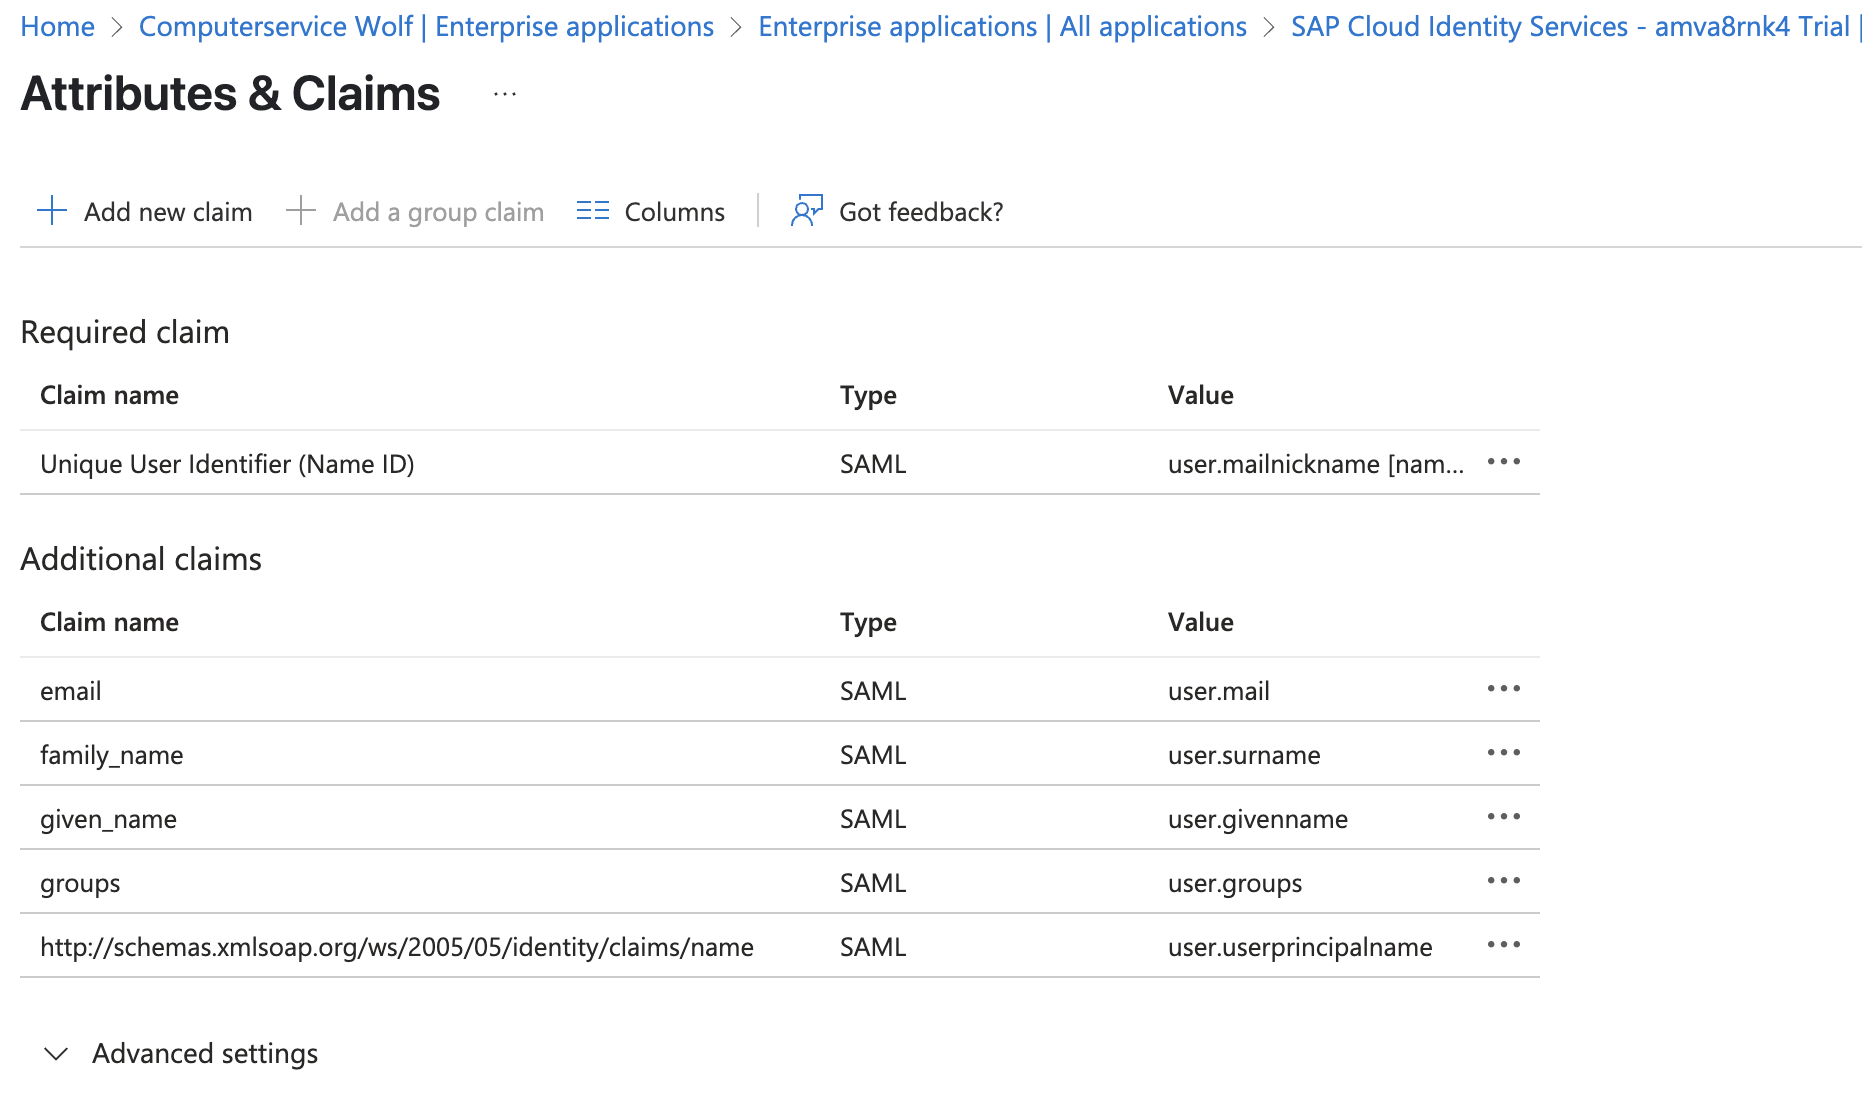 Home > Computerservice Wolf | Enterprise applications > Enterprise applications | All applications > SAP Cloud Identity Services - amva8rnk4 Trial |
Attributes & Claims ...
Add new claim Add a group claim Columns Got feedback?
Required claim
Claim name Type Value
Unique User Identifier (Name ID) SAML user.mailnickname [nam... •••
Additional claims
Claim name Type Value
email SAML user.mail •••
family_name SAML user.surname •••
given_name SAML user.givenname •••
groups SAML user.groups •••
http://schemas.xmlsoap.org/ws/2005/05/identity/claims/name SAML user.userprincipalname •••
Advanced settings